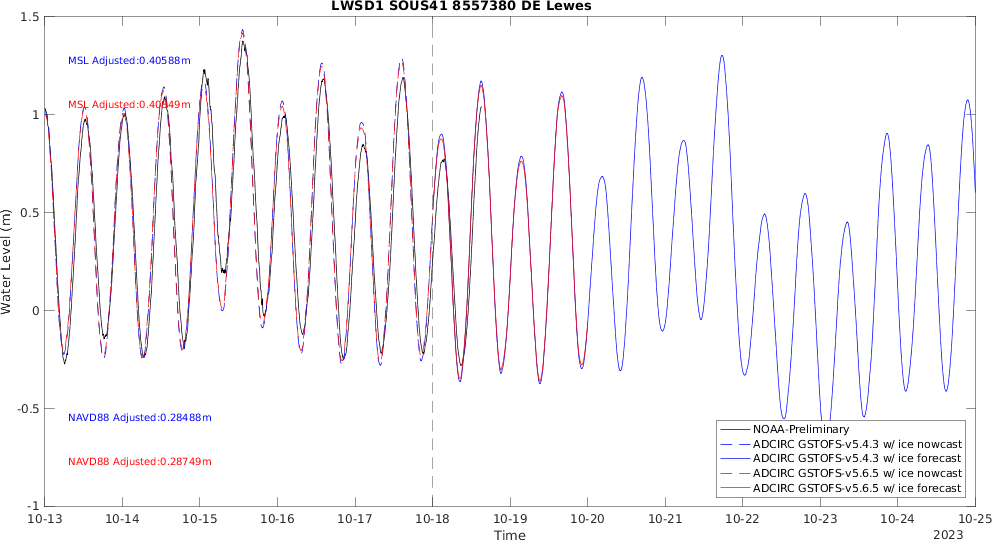 LWSD1 SOUS41 8557380 DE Lewes
1.5
1
0.5
0
-0.5
-1
Water Level (m)
MSL Adjusted:0.40588m
MSL Adjusted:0.40849m
NAVD88 Adjusted:0.28488m
NAVD88 Adjusted:0.28749m
NOAA-Preliminary
ADCIRC GSTOFS-v5.4.3 w/ ice nowcast
ADCIRC GSTOFS-v5.4.3 w/ ice forecast
ADCIRC GSTOFS-v5.6.5 w/ ice nowcast
ADCIRC GSTOFS-v5.6.5 w/ ice forecast
10-13 10-14 10-15 10-16 10-17 10-18 10-19 10-20 10-21 10-22 10-23 10-24 10-25
Time
2023